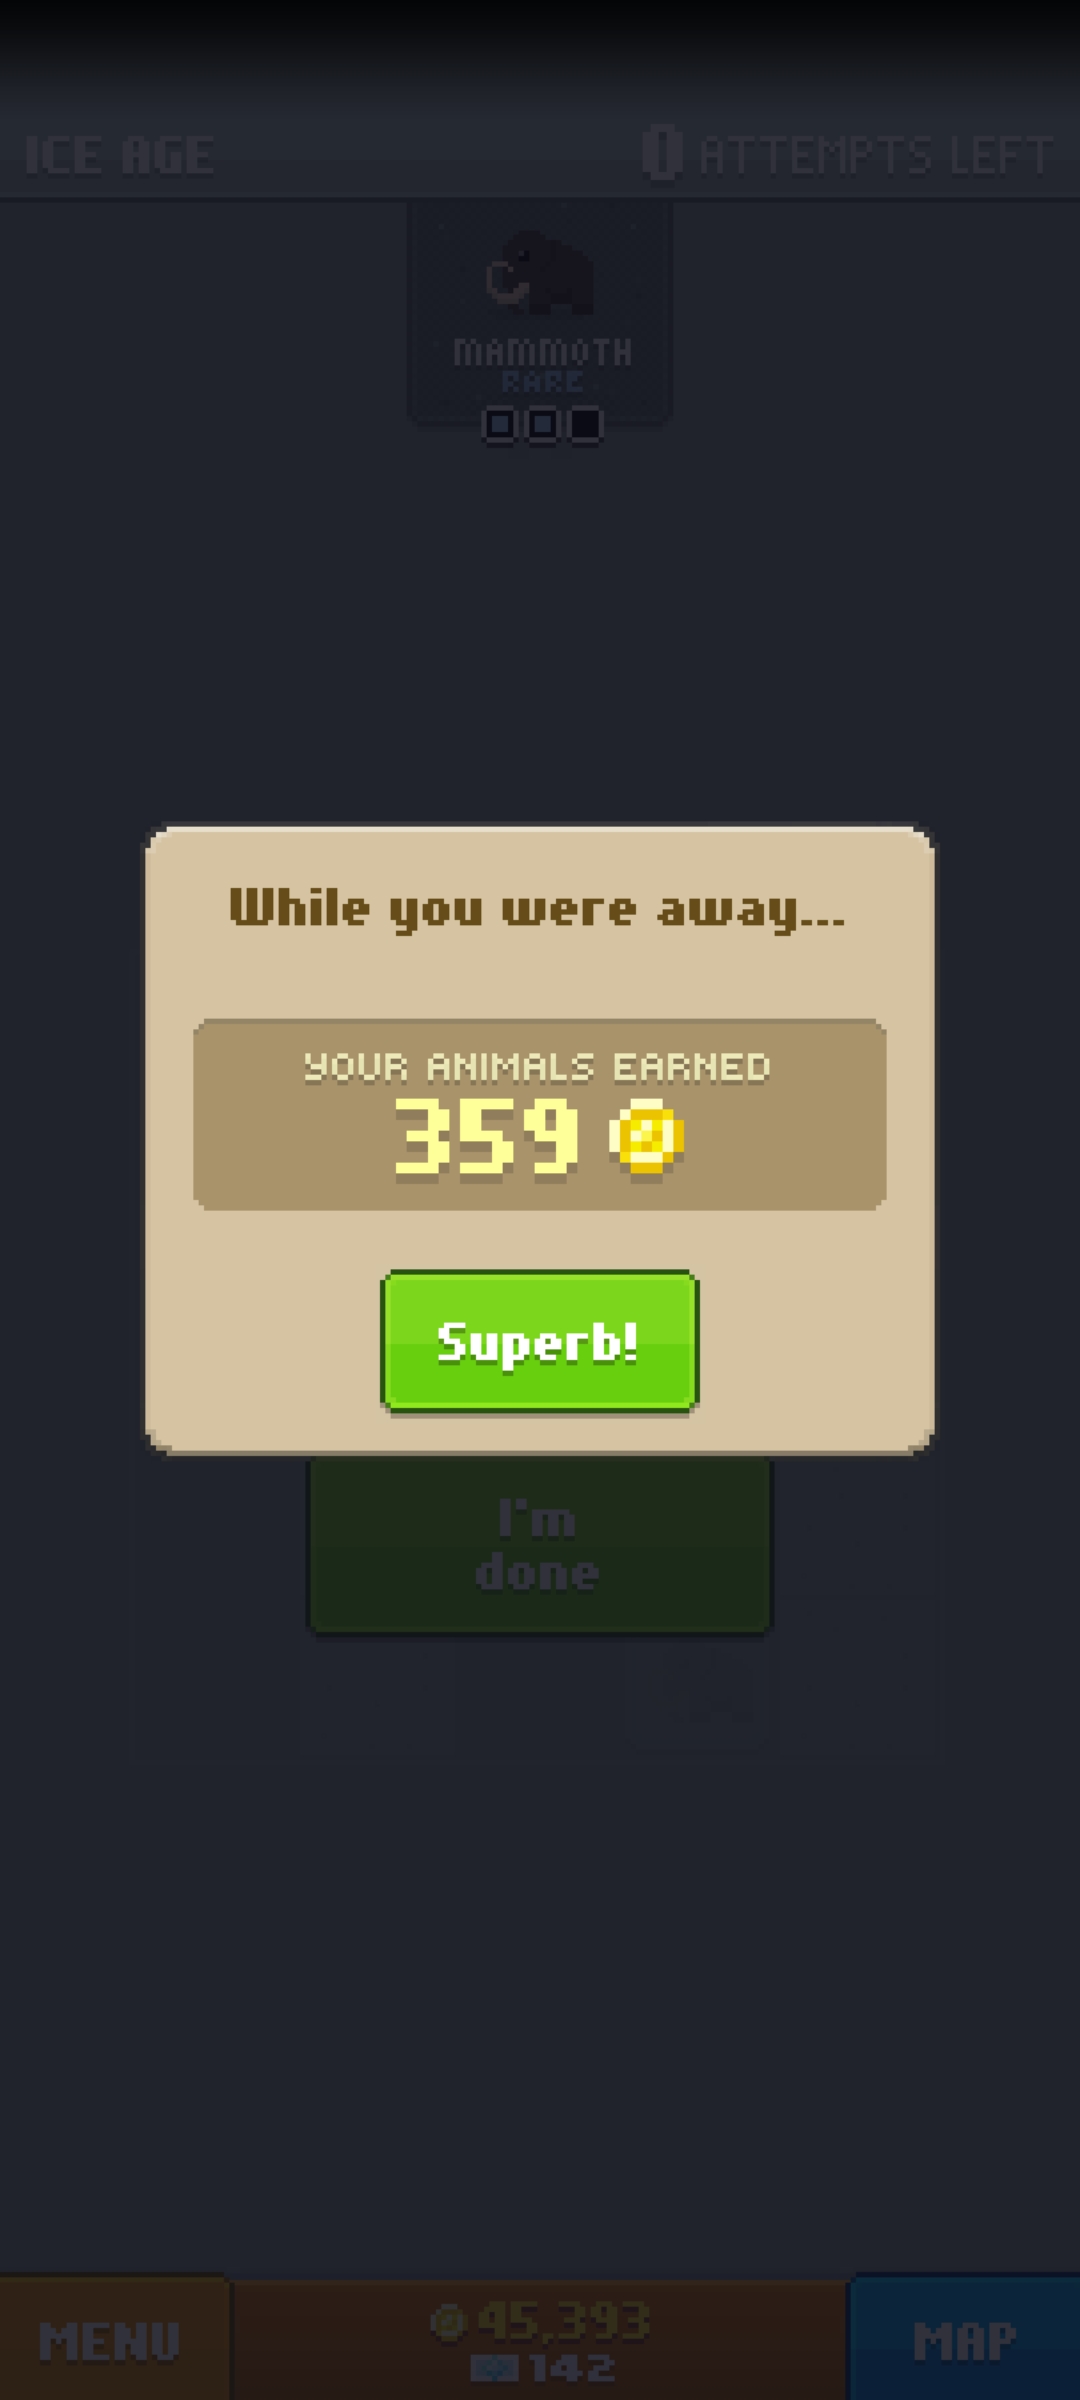 ICE AGE
0 ATTEMPTS LEFT
MAMMOTH
RARE
While you were away...
YOUR ANIMALS EARNED
359
Superb!
I'm
done
MENU
45,393
142
MAP